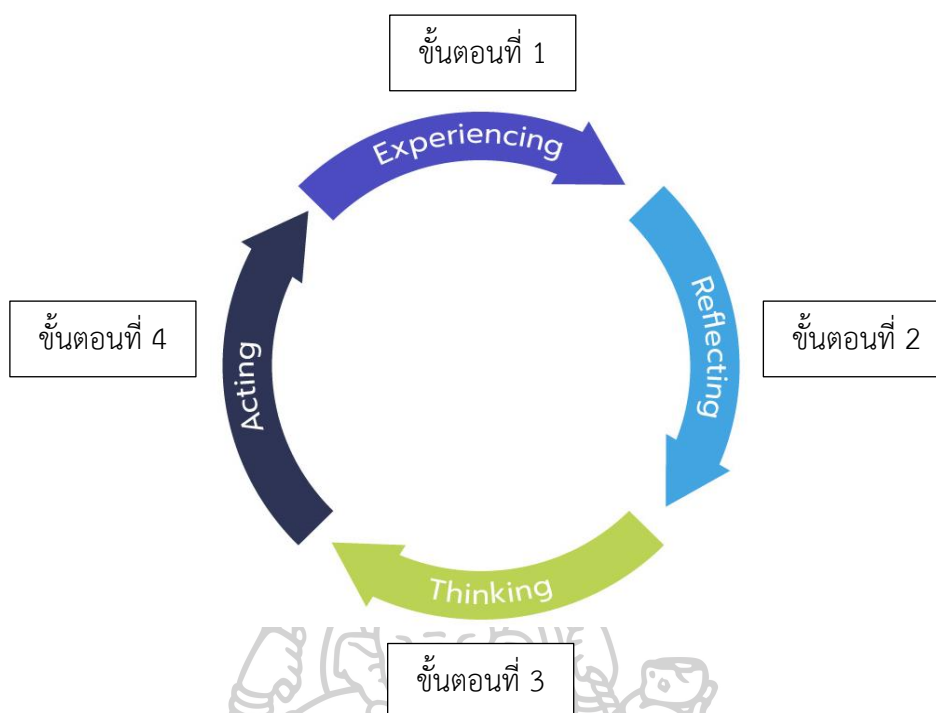 ขั้นตอนที่ 1
Experiencing
Reflecting
ขั้นตอนที่ 2
Thinking
ขั้นตอนที่ 3
Acting
ขั้นตอนที่ 4